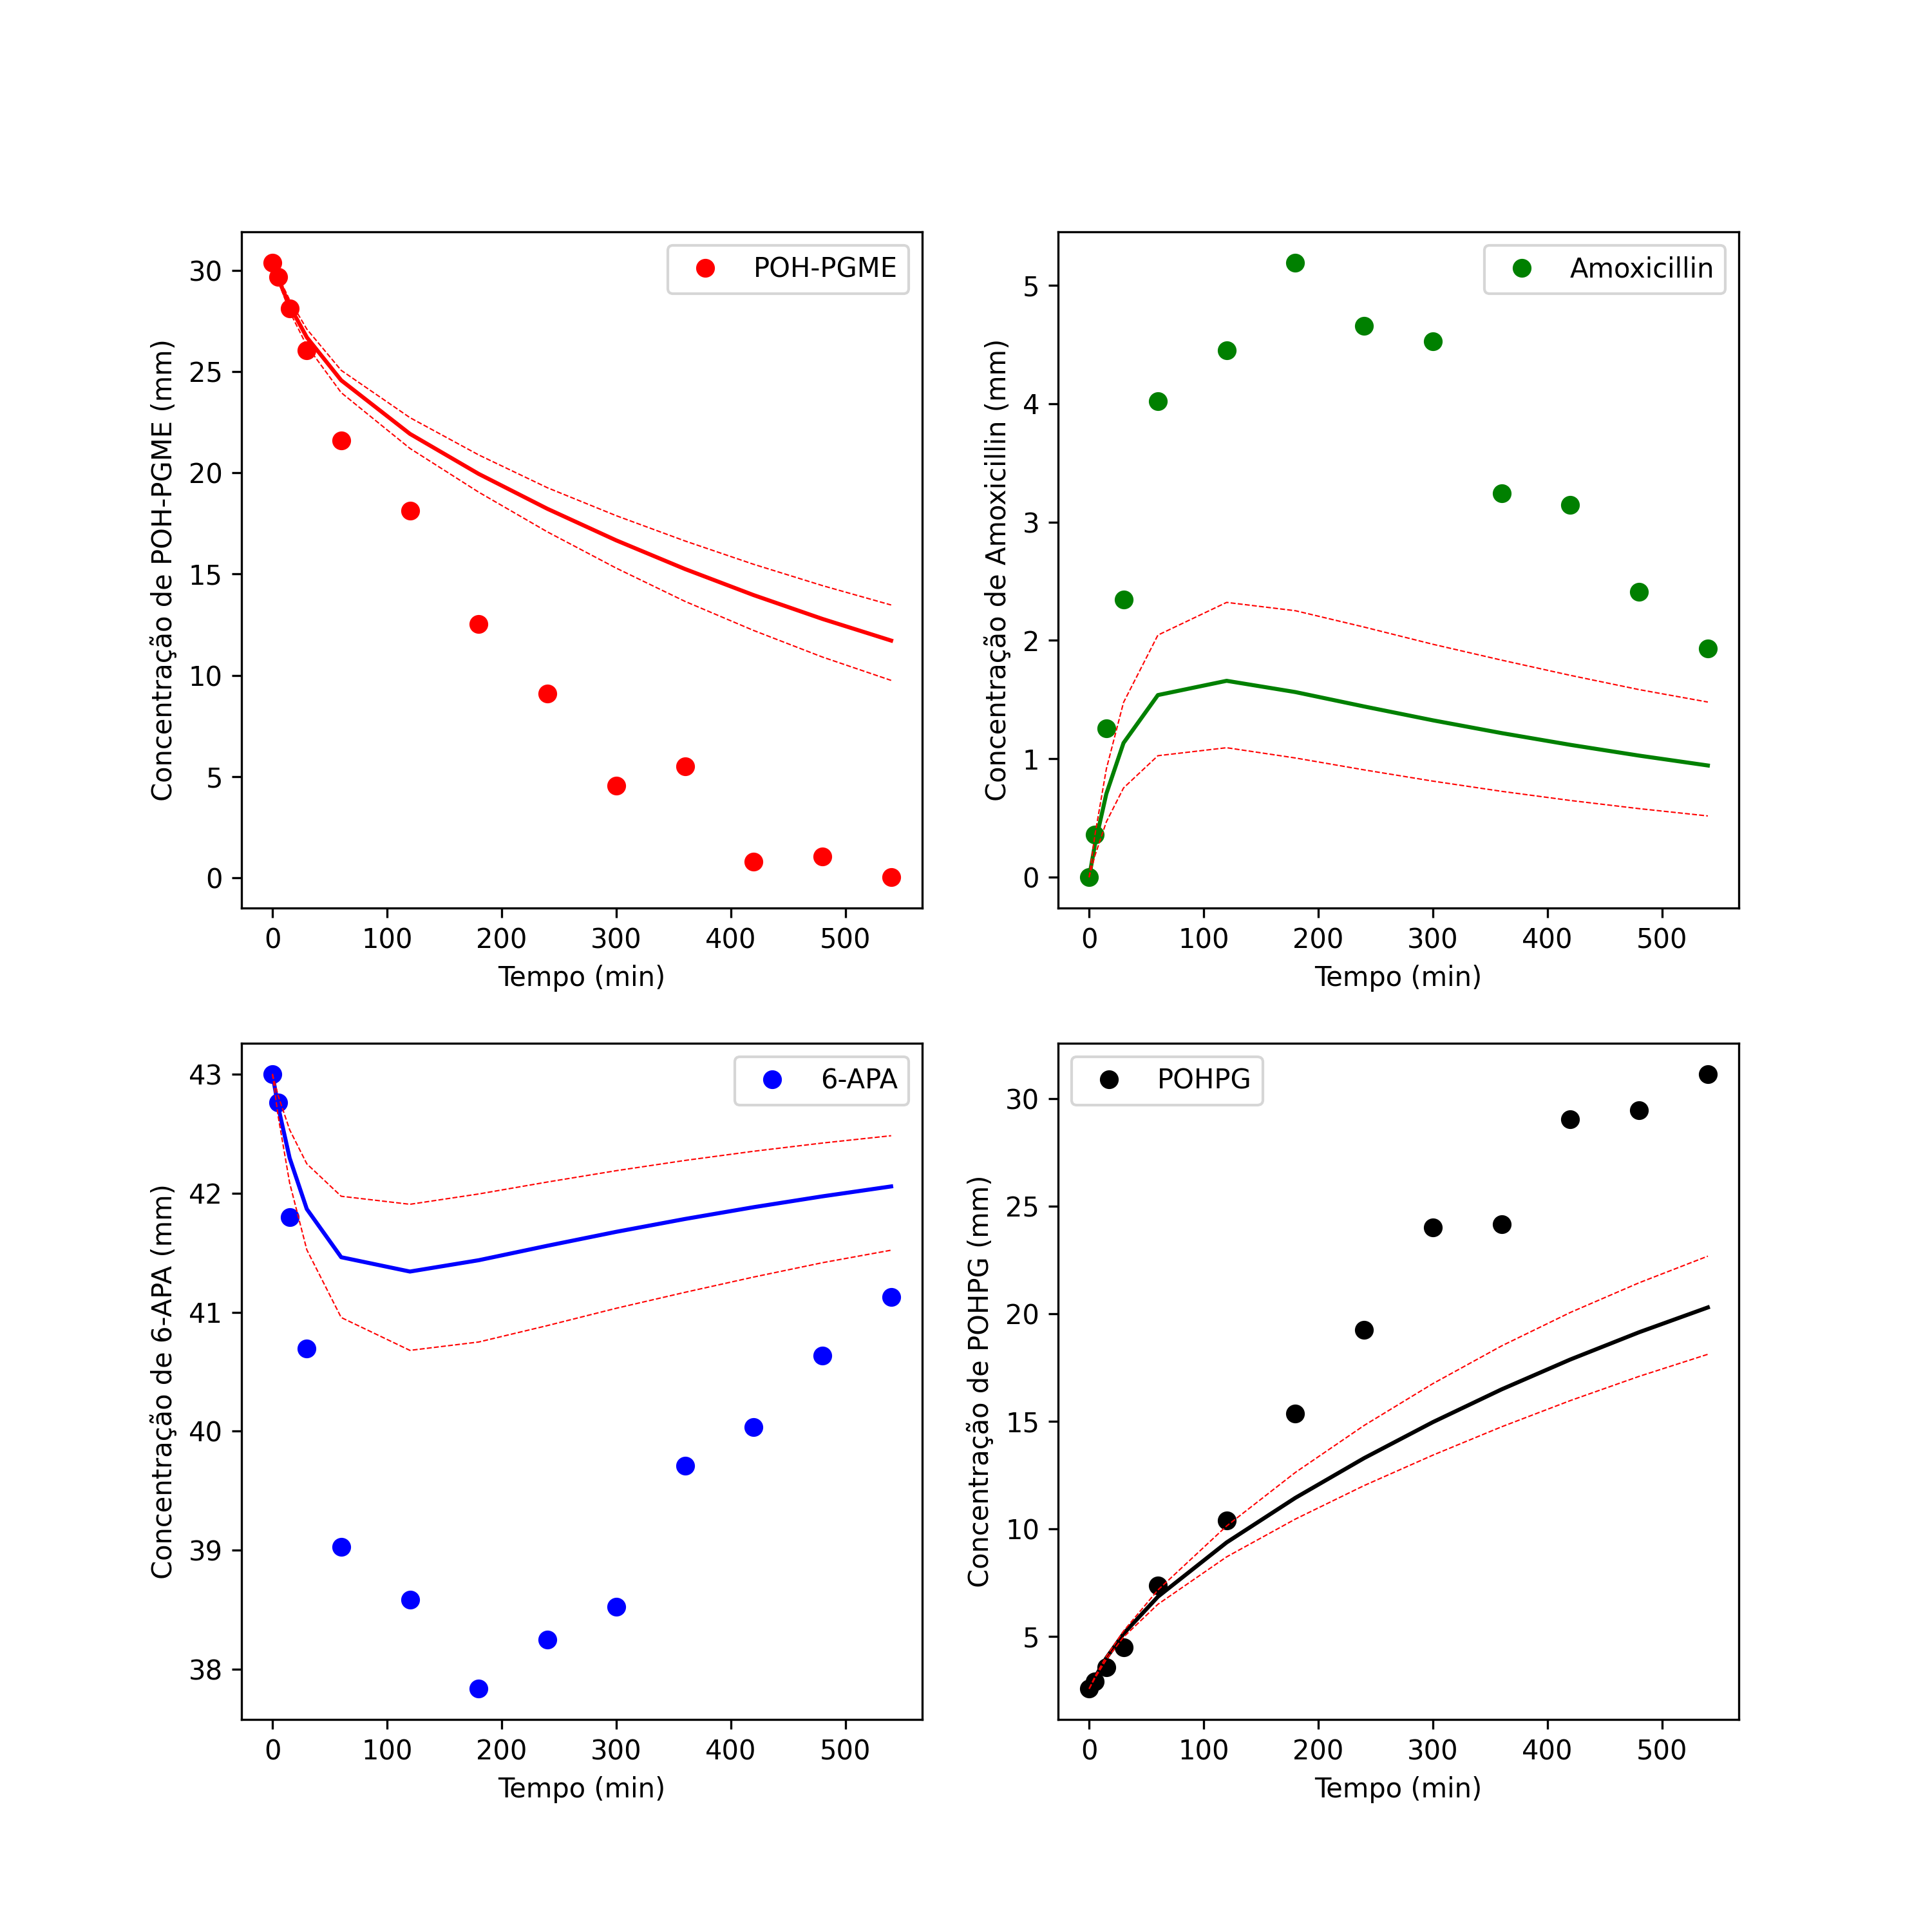 POH-PGME
30
25
20
15
10
5
0
Concentração de POH-PGME (mm)
0 100 200 300 400 500
Tempo (min)
Amoxicillin
5
4
3
2
1
0
Concentração de Amoxicillin (mm)
0 100 200 300 400 500
Tempo (min)
6-APA
43
42
41
40
39
38
Concentração de 6-APA (mm)
0 100 200 300 400 500
Tempo (min)
POHPG
30
25
20
15
10
5
Concentração de POHPG (mm)
0 100 200 300 400 500
Tempo (min)